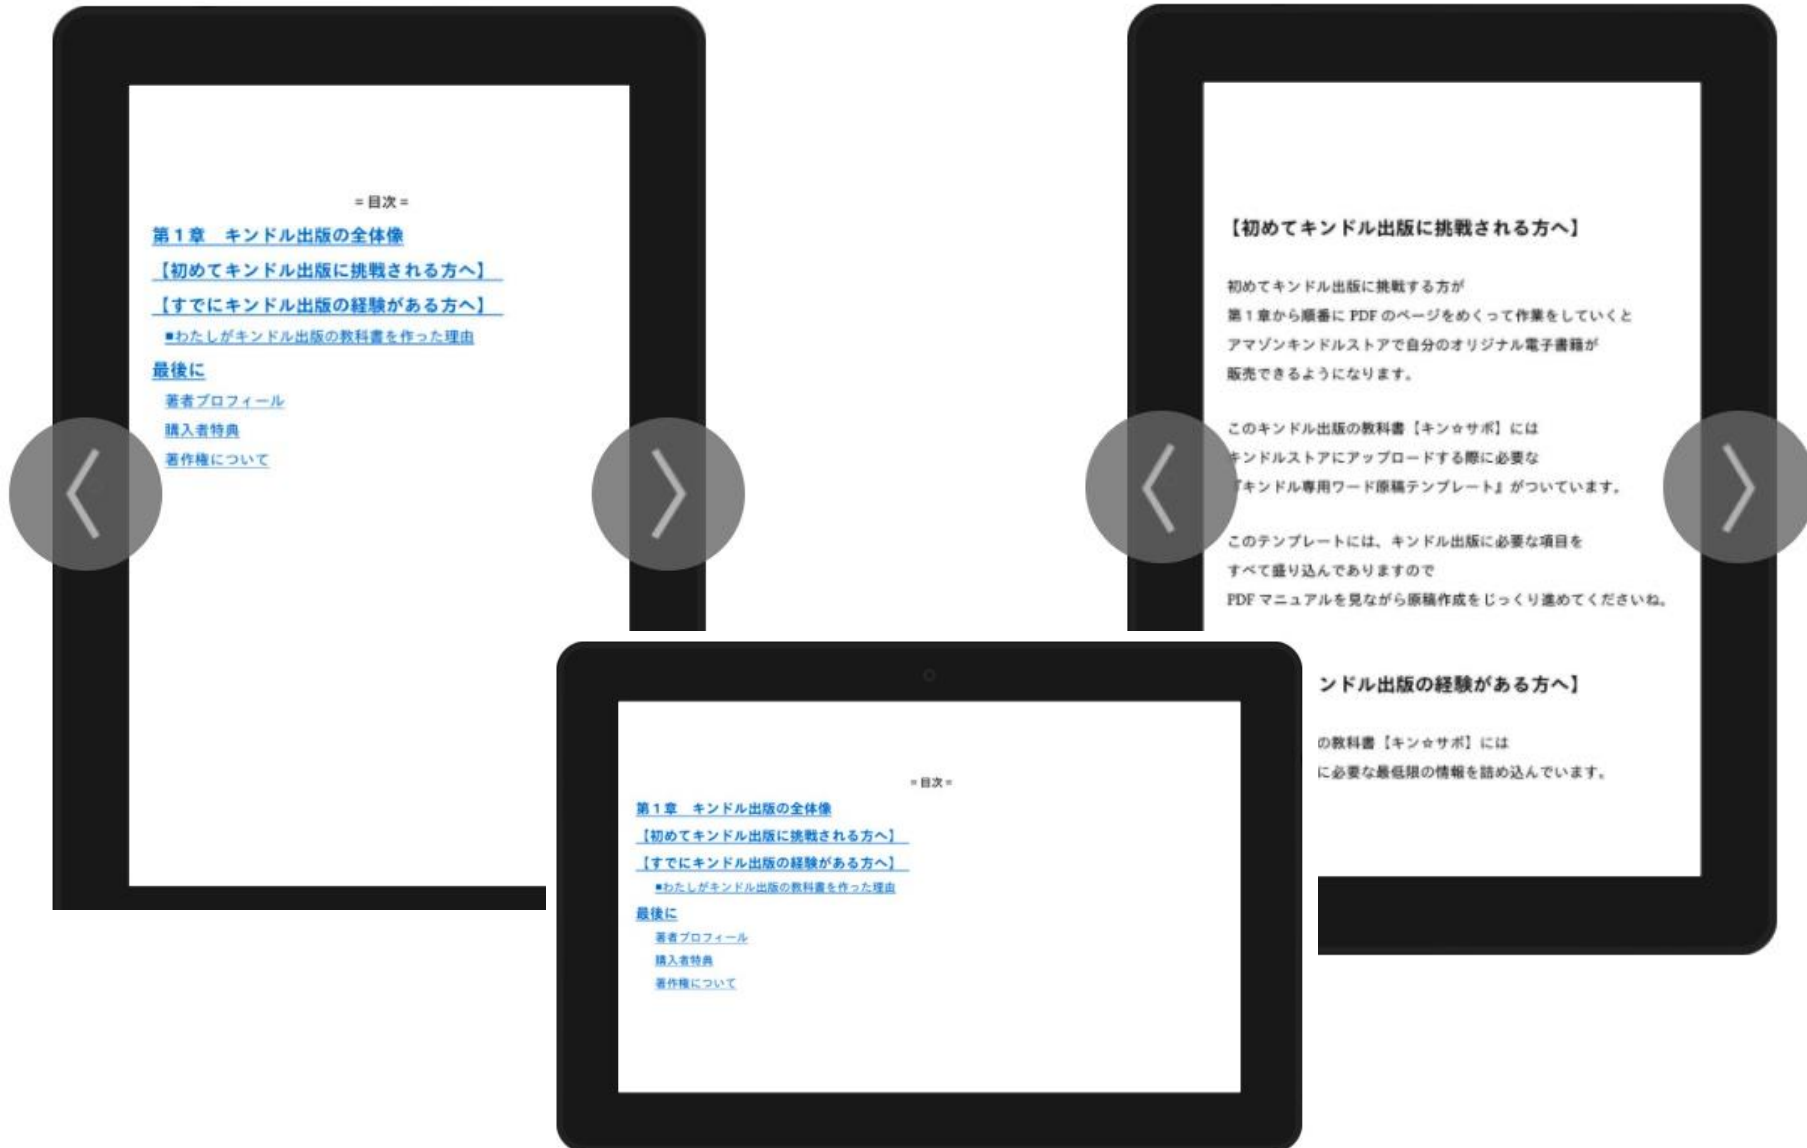 = 目次 =
第１章　キンドル出版の全体像
【初めてキンドル出版に挑戦される方へ】
【すでにキンドル出版の経験がある方へ】
■わたしがキンドル出版の教科書を作った理由
最後に
著者プロフィール
購入者特典
著作権について
【初めてキンドル出版に挑戦される方へ】
初めてキンドル出版に挑戦する方が
第１章から順番に PDF のページをめくって作業をしていくと
アマゾンキンドルストアで自分のオリジナル電子書籍が
販売できるようになります。
このキンドル出版の教科書【キン☆サポ】には
キンドルストアにアップロードする際に必要な
『キンドル専用ワード原稿テンプレート』がついています。
このテンプレートには、キンドル出版に必要な項目を
すべて盛り込んでありますので
PDF マニュアルを見ながら原稿作成をじっくり進めてくださいね。
ンドル出版の経験がある方へ】
の教科書【キン☆サポ】には
に必要な最低限の情報を詰め込んでいます。
= 目次 =
第１章　キンドル出版の全体像
【初めてキンドル出版に挑戦される方へ】
【すでにキンドル出版の経験がある方へ】
■わたしがキンドル出版の教科書を作った理由
最後に
著者プロフィール
購入者特典
著作権について